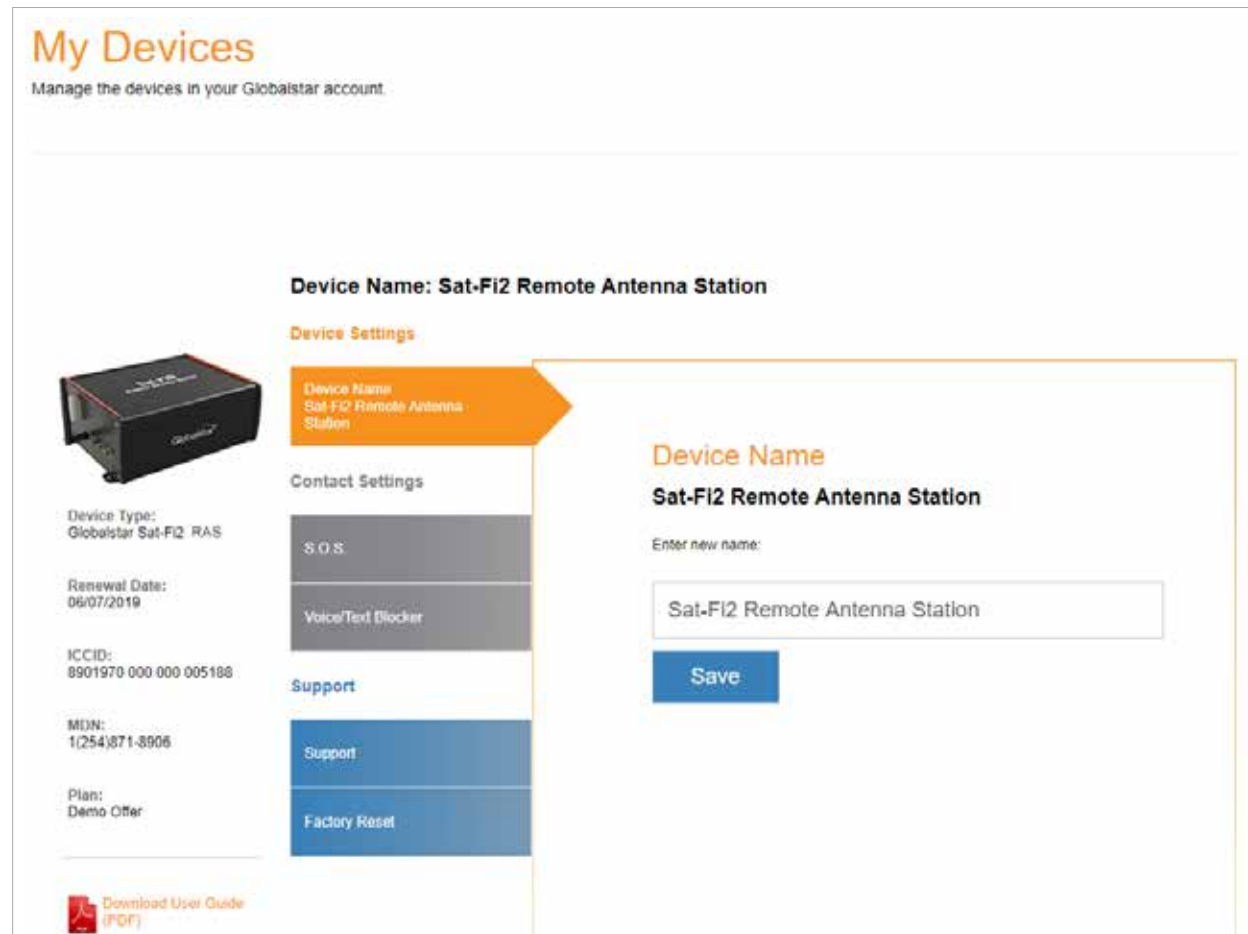 My Devices
Manage the devices in your Globalstar account.
Device Name: Sat-Fi2 Remote Antenna Station
Device Settings
Device Name
Sat-Fi2 Remote Antenna
Station
Contact Settings
S.O.S.
Voice/Text Blocker
Support
Support
Factory Reset
Globalstar
Device Type:
Globalstar Sat-Fi2 RAS
Renewal Date:
06/07/2019
ICCID:
8901970 000 000 005188
MDN:
1(254)871-8906
Plan:
Demo Offer
Download User Guide
(PDF)
Device Name
Sat-Fi2 Remote Antenna Station
Enter new name:
Sat-Fi2 Remote Antenna Station
Save